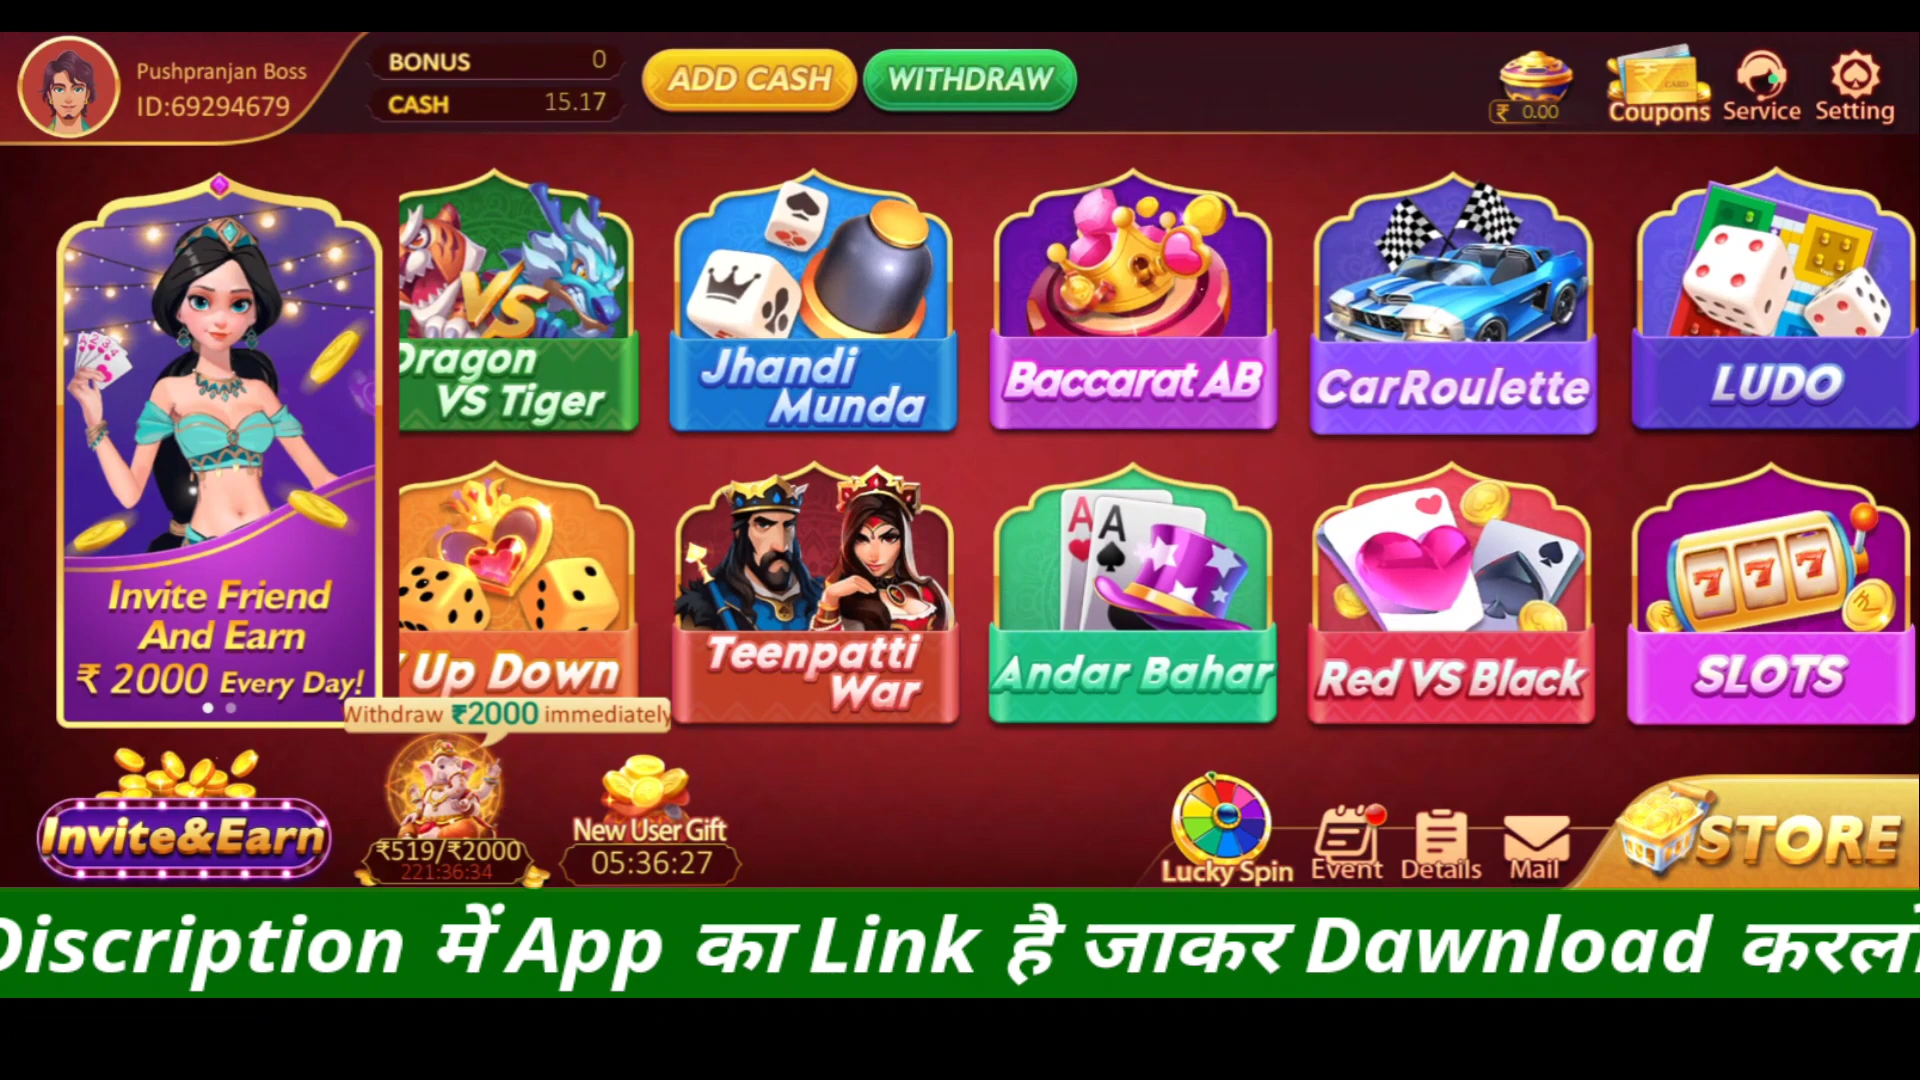 Pushpranjan Boss
ID:69294679
BONUS 0
CASH 15.17
ADD CASH
WITHDRAW
₹ 0.00
Coupons
Service
Setting
Dragon
VS Tiger
Jhandi
Munda
Baccarat AB
CarRoulette
LUDO
Invite Friend
And Earn
₹ 2000 Every Day!
Up Down
Teenpatti
War
Andar Bahar
Red VS Black
SLOTS
Withdraw ₹2000 immediately
Invite&Earn
₹519/₹2000
221:36:34
New User Gift
05:36:27
Lucky Spin
Event
Details
Mail
STORE
Discription में App का Link है जाकर Dawnload करलो